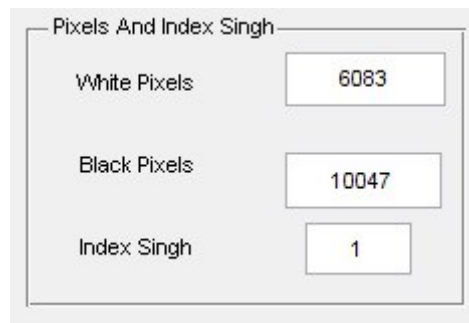 Pixels And Index Singh
White Pixels 6083
Black Pixels 10047
Index Singh 1